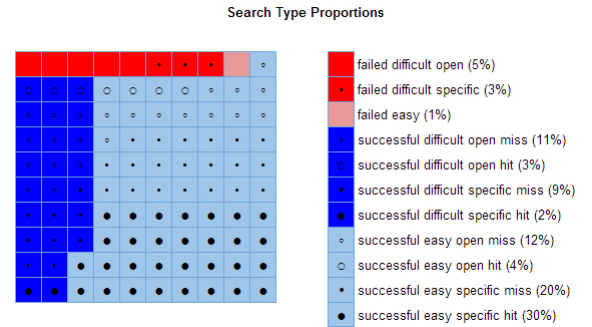 Search Type Proportions
failed difficult open (5%)
failed difficult specific (3%)
failed easy (1%)
successful difficult open miss (11%)
successful difficult open hit (3%)
successful difficult specific miss (9%)
successful difficult specific hit (2%)
successful easy open miss (12%)
successful easy open hit (4%)
successful easy specific miss (20%)
successful easy specific hit (30%)